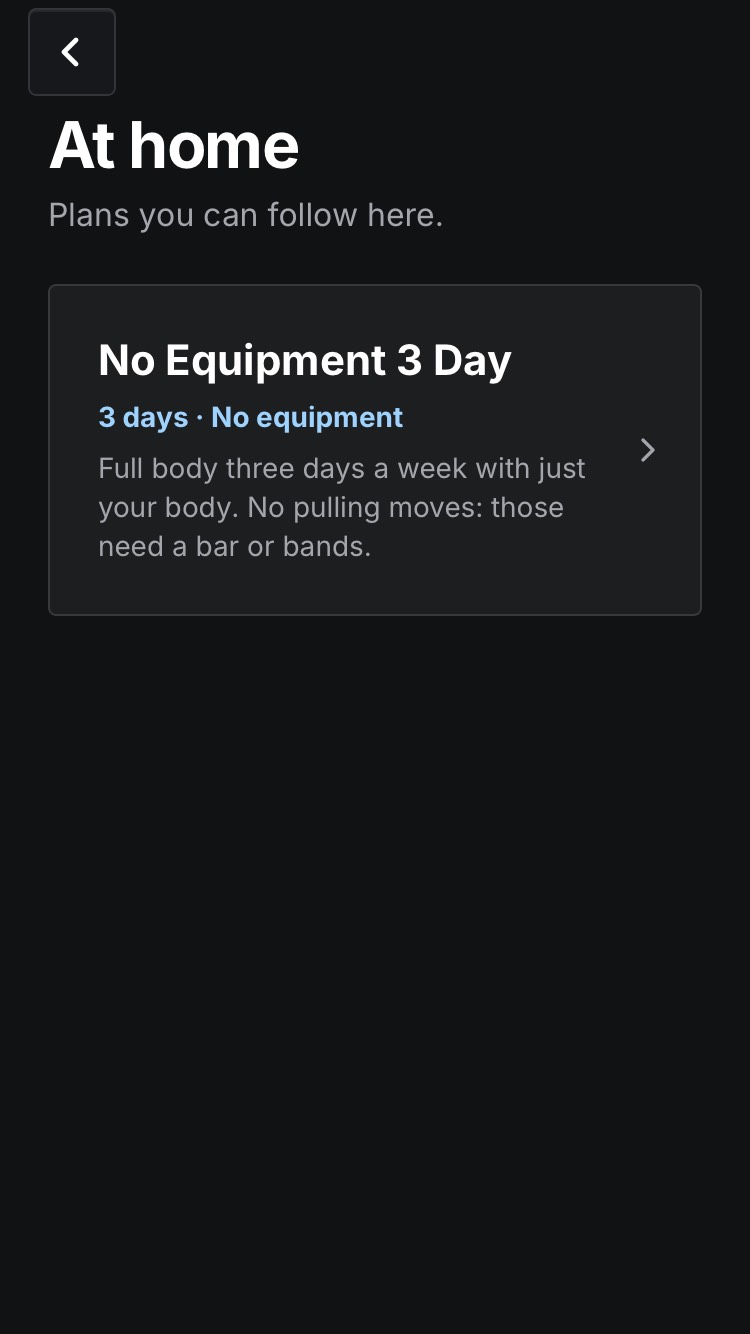 At home
Plans you can follow here.
No Equipment 3 Day
3 days · No equipment
Full body three days a week with just
your body. No pulling moves: those
need a bar or bands.